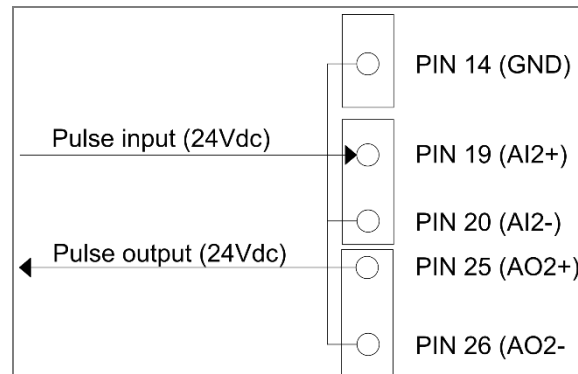 PIN 14 (GND)
Pulse input (24Vdc)
PIN 19 (AI2+)
PIN 20 (AI2-)
Pulse output (24Vdc)
PIN 25 (AO2+)
PIN 26 (AO2-